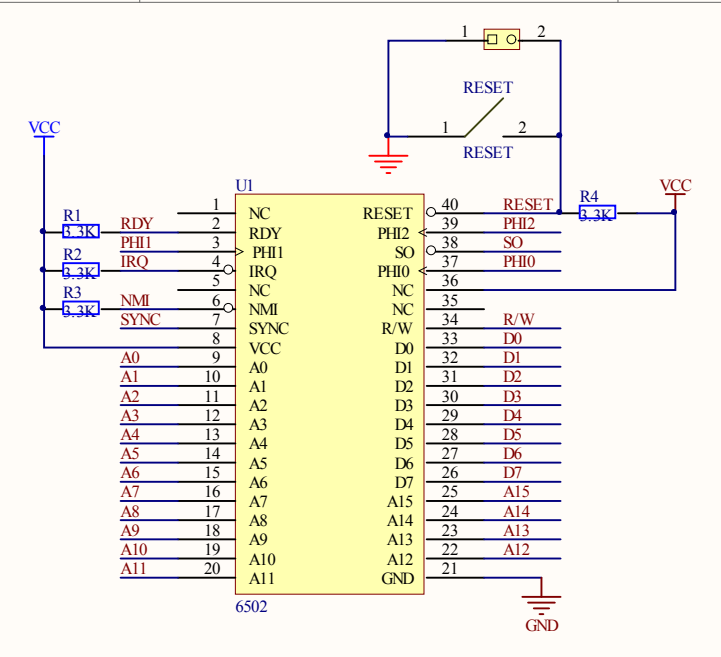 1 2
RESET
1 2
RESET
VCC
U1
R4
VCC
3.3K
R1
3.3K
R2
3.3K
R3
3.3K
1 NC RESET 40 RESET
RDY 2 RDY PHI2 39 PHI2
PHI1 3 PHI1 SO 38 SO
IRQ 4 IRQ PHI0 37 PHI0
5 NC NC 36
NMI 6 NMI NC 35
SYNC 7 SYNC R/W 34 R/W
8 VCC D0 33 D0
A0 9 A0 D1 32 D1
A1 10 A1 D2 31 D2
A2 11 A2 D3 30 D3
A3 12 A3 D4 29 D4
A4 13 A4 D5 28 D5
A5 14 A5 D6 27 D6
A6 15 A6 D7 26 D7
A7 16 A7 A15 25 A15
A8 17 A8 A14 24 A14
A9 18 A9 A13 23 A13
A10 19 A10 A12 22 A12
A11 20 A11 GND 21
6502
GND